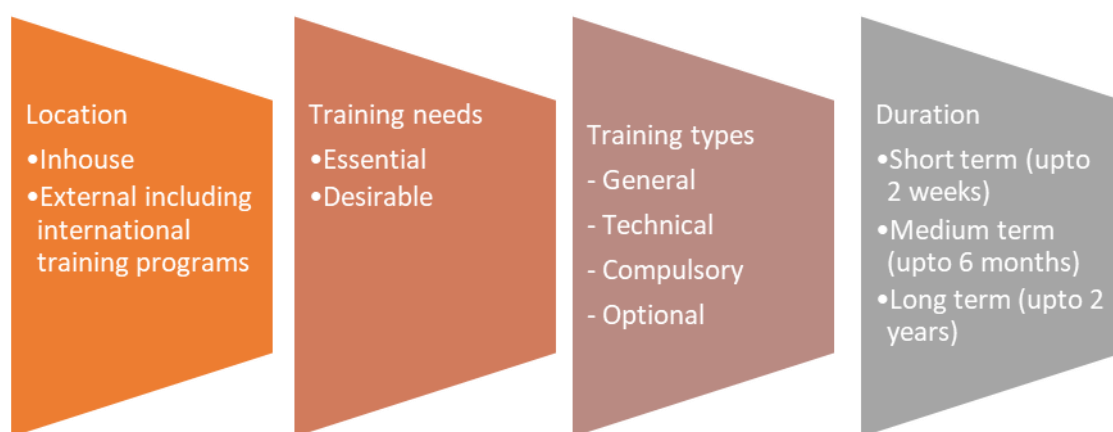 Location
•Inhouse
•External including
international
training programs
Training needs
•Essential
•Desirable
Training types
- General
- Technical
- Compulsory
- Optional
Duration
•Short term (upto
2 weeks)
•Medium term
(upto 6 months)
•Long term (upto 2
years)